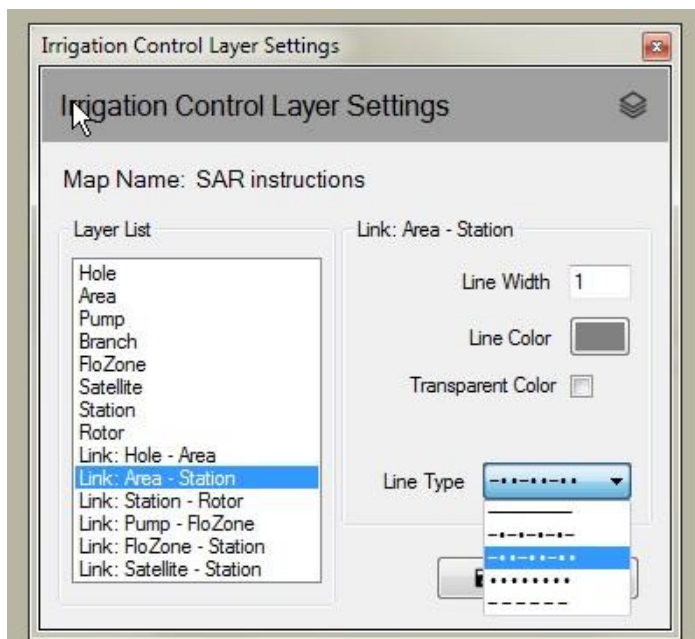 Irrigation Control Layer Settings
Irrigation Control Layer Settings
Map Name: SAR instructions
Layer List
Hole
Area
Pump
Branch
FloZone
Satellite
Station
Rotor
Link: Hole - Area
Link: Area - Station
Link: Station - Rotor
Link: Pump - FloZone
Link: FloZone - Station
Link: Satellite - Station
Link: Area - Station
Line Width 1
Line Color
Transparent Color
Line Type